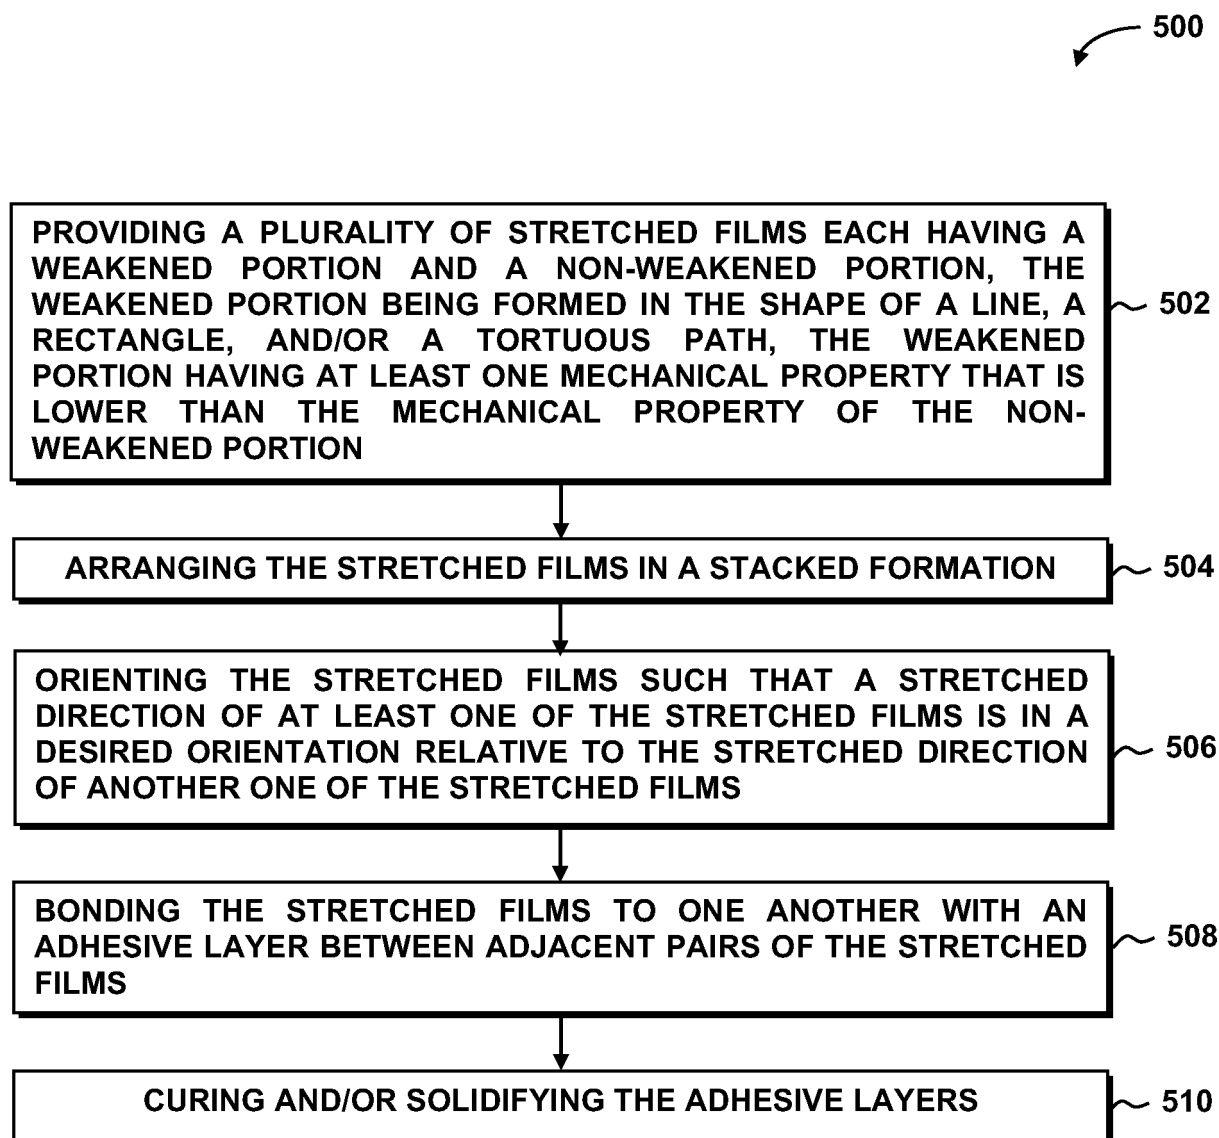 500
PROVIDING A PLURALITY OF STRETCHED FILMS EACH HAVING A
WEAKENED PORTION AND A NON-WEAKENED PORTION, THE
WEAKENED PORTION BEING FORMED IN THE SHAPE OF A LINE, A
RECTANGLE, AND/OR A TORTUOUS PATH, THE WEAKENED
PORTION HAVING AT LEAST ONE MECHANICAL PROPERTY THAT IS
LOWER THAN THE MECHANICAL PROPERTY OF THE NON-
WEAKENED PORTION
502
ARRANGING THE STRETCHED FILMS IN A STACKED FORMATION
504
ORIENTING THE STRETCHED FILMS SUCH THAT A STRETCHED
DIRECTION OF AT LEAST ONE OF THE STRETCHED FILMS IS IN A
DESIRED ORIENTATION RELATIVE TO THE STRETCHED DIRECTION
OF ANOTHER ONE OF THE STRETCHED FILMS
506
BONDING THE STRETCHED FILMS TO ONE ANOTHER WITH AN
ADHESIVE LAYER BETWEEN ADJACENT PAIRS OF THE STRETCHED
FILMS
508
CURING AND/OR SOLIDIFYING THE ADHESIVE LAYERS
510